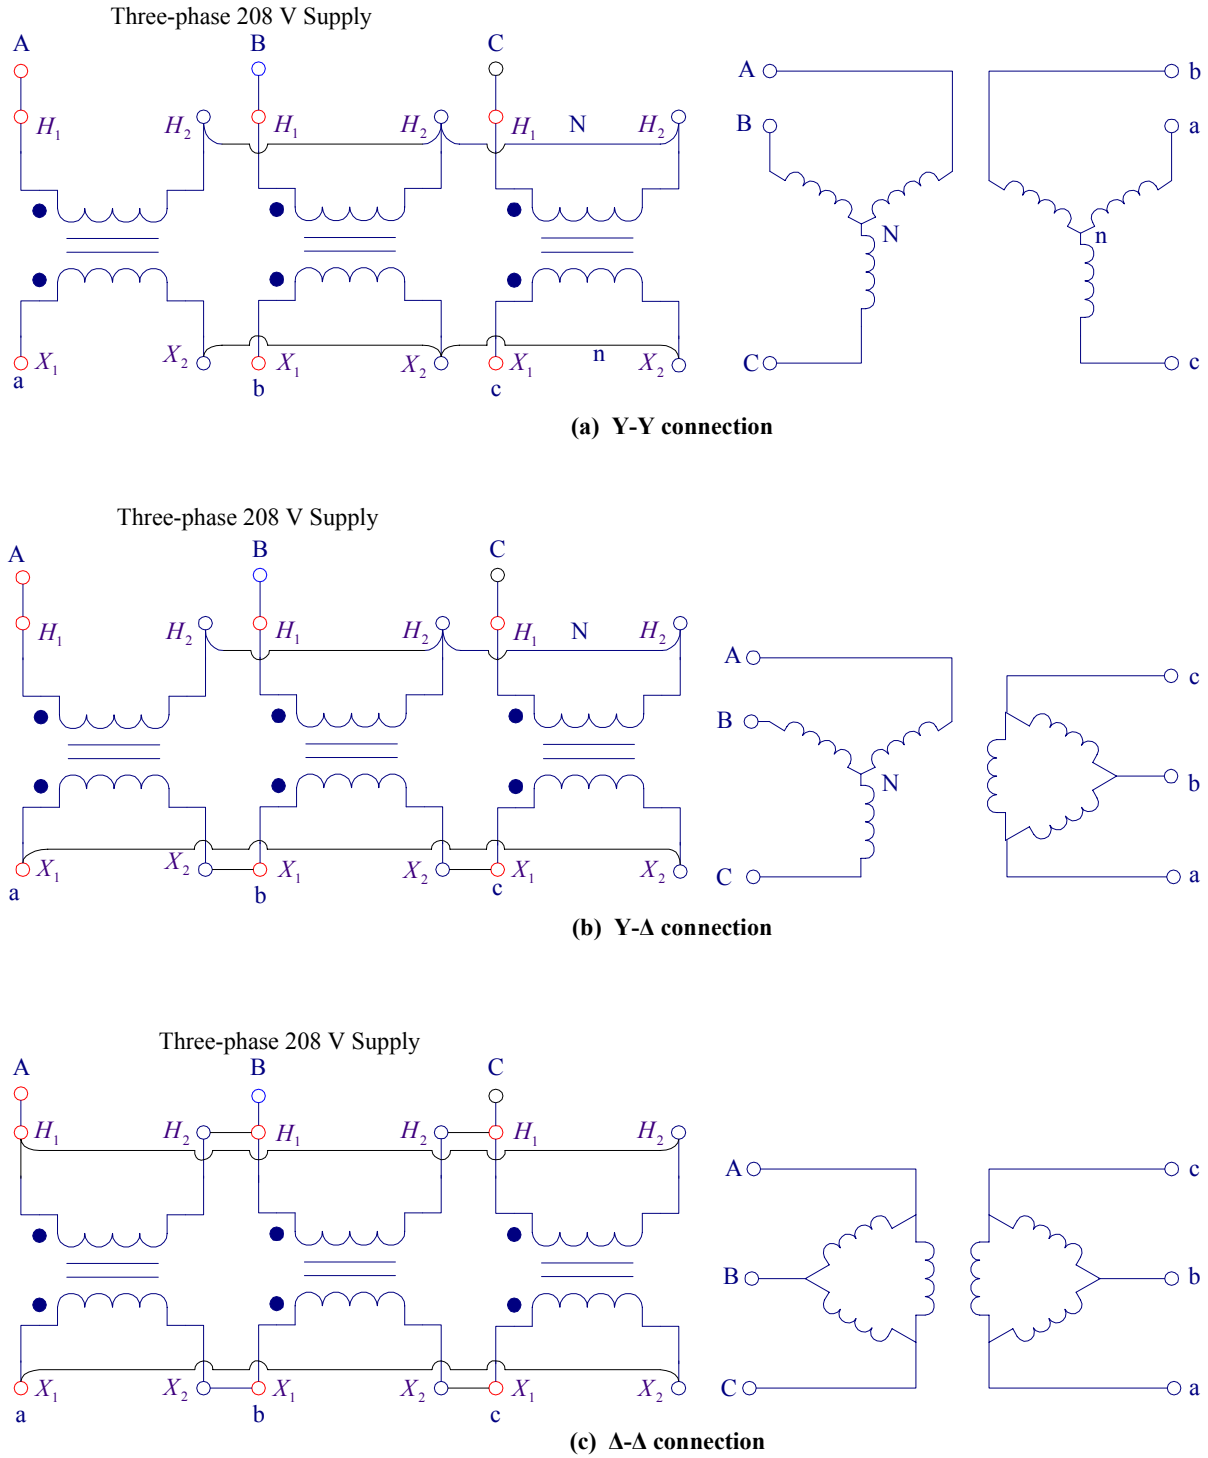 Three-phase 208 V Supply
A B C
A b
H₁ H₂ H₁ H₂ H₁ N H₂
B a
N n
X₁ X₂ X₁ X₂ X₁ n X₂
C c
a b c
(a) Y-Y connection
Three-phase 208 V Supply
A B C
H₁ H₂ H₁ H₂ H₁ N H₂
A c
B
N b
X₁ X₂ X₁ X₂ X₁ X₂
C a
a b c
(b) Y-Δ connection
Three-phase 208 V Supply
A B C
H₁ H₂ H₁ H₂ H₁ H₂
A c
B b
X₁ X₂ X₁ X₂ X₁ X₂
C a
a b c
(c) Δ-Δ connection